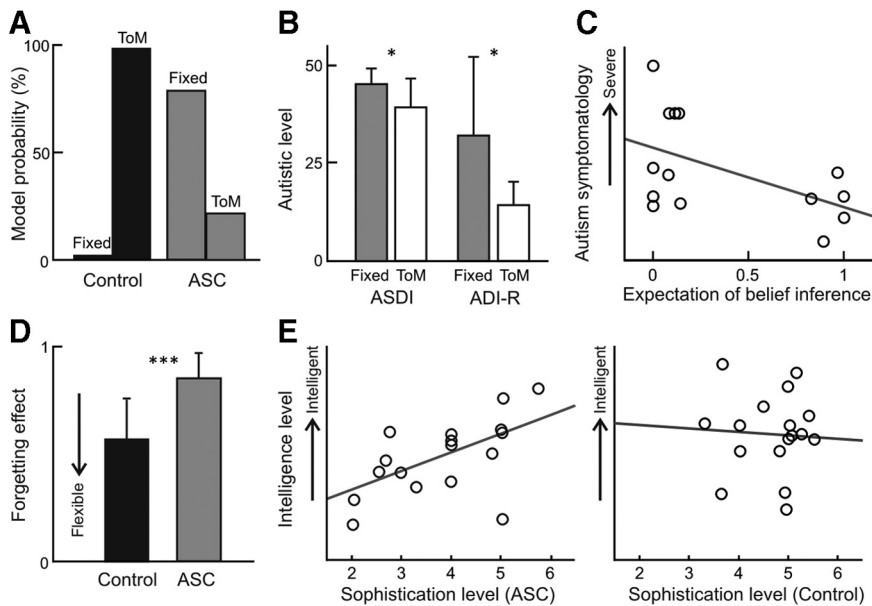 A
Model probability (%)
100
50
0
Fixed
ToM
Fixed
ToM
Control
ASC
B
Autistic level
50
25
0
*
*
Fixed ToM
Fixed ToM
ASDI
ADI-R
C
Autism symptomatology
Severe
0
0.5
1
Expectation of belief inference
D
Forgetting effect
Flexible
1
0
***
Control
ASC
E
Intelligence level
Intelligent
2 3 4 5 6
Sophistication level (ASC)
Intelligent
2 3 4 5 6
Sophistication level (Control)